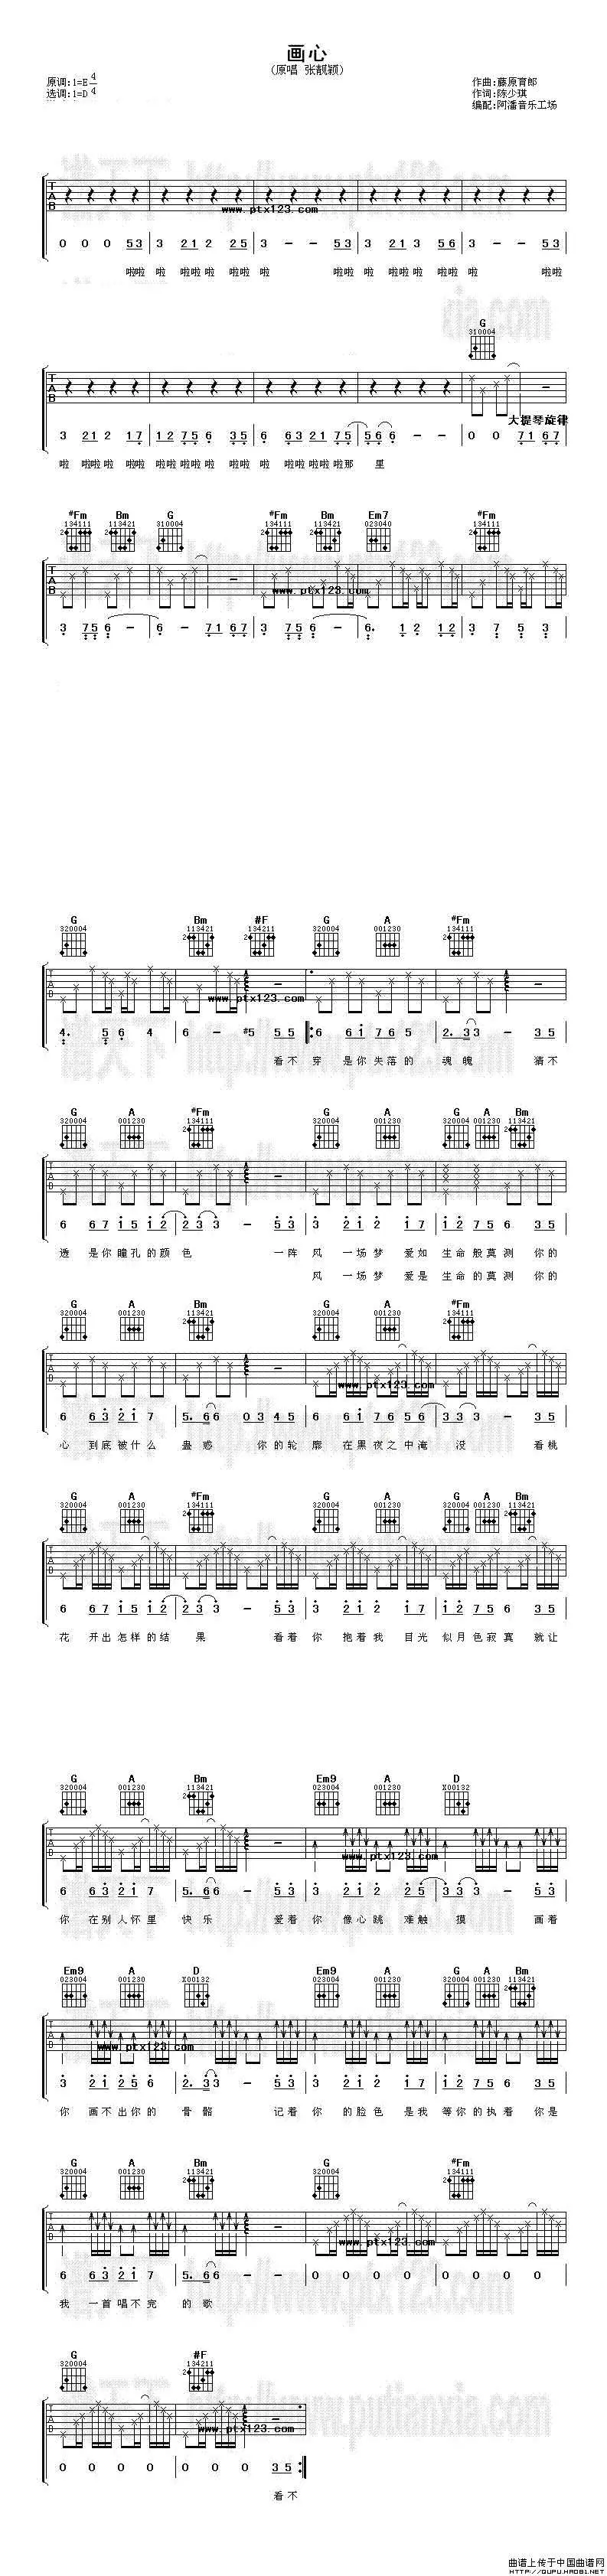 画心
(原唱 张靓颖)
原调:1=E 4/4
选调:1=D
作曲:藤原育郎
作词:陈少琪
编配:阿潘音乐工场
www.ptx123.com
0 0 0 53 3 21 2 25 3 - - 53 3 21 3 56 3 - - 53
啦啦 啦 啦啦 啦 啦啦 啦 啦啦 啦 啦啦 啦 啦啦 啦 啦啦
G
310004
大提琴旋律
3 21 2 17 12 75 6 35 6 63 21 75 56 6 - - 0 0 71 67
啦 啦啦 啦 啦啦 啦啦 啦啦 啦 啦啦 啦 啦啦 啦啦 啦那 里
#Fm Bm G #Fm Bm Em7 #Fm
134111 113421 310004 134111 113421 023040 134111
www.ptx123.com
3 75 6 - 6 - 71 67 3 75 6 - 6. 1 2 12 3 7 5 3
G Bm #F G A #Fm
320004 113421 134211 320004 001230 134111
www.ptx123.com
4. 5 6 4 6 - #5 55 6 61 76 5 2. 33 - 35
看不 穿 是你 失落 的 魂 魄 猜不
G A #Fm G A G A Bm
320004 001230 134111 320004 001230 320004 001230 113421
6 67 15 12 23 3 - 53 3 21 2 17 12 75 6 35
透 是你 瞳孔 的颜 色 一阵 风 一场 梦 爱如 生命 般莫 测 你的
风 一场 梦 爱是 生命 的莫 测 你的
G A Bm G A #Fm
320004 001230 113421 320004 001230 134111
www.ptx123.com
6 63 21 7 5. 66 03 45 6 61 76 56 33 3 - 35
心 到底 被什 么 蛊 惑 你 的轮 廓 在黑 夜之 中淹 没 看桃
G A #Fm G A G A Bm
320004 001230 134111 320004 001230 320004 001230 113421
6 67 15 12 23 3 - 53 3 21 2 17 12 75 6 35
花 开出 怎样 的结 果 看着 你 抱着 我 目光 似月 色寂 寞 就让
G A Bm Em9 A D
320004 001230 113421 023004 001230 X00132
www.ptx123.com
6 63 21 7 5. 66 - 53 3 21 2 25 33 3 - 53
你 在别 人怀 里 快 乐 爱着 你 像心 跳 难触 摸 画着
Em9 A D Em9 A G A Bm
023004 001230 X00132 023004 001230 320004 001230 113421
www.ptx123.com
3 21 25 6 2. 33 - 53 3 21 2 17 12 75 6 35
你 画不 出你 的 骨 骼 记着 你 的脸 色 是我 等你 的执 着 你是
G A Bm G #Fm
320004 001230 113421 320004 134111
www.ptx123.com
6 63 21 7 5. 66 - - 0 0 0 0 0 0 0 0
我 一首 唱不 完 的 歌
G #F
320004 134211
www.ptx123.com
0 0 0 0 0 0 0 35
看不
曲谱上传于中国曲谱网
HTTP://QUPU.HAO81.NET